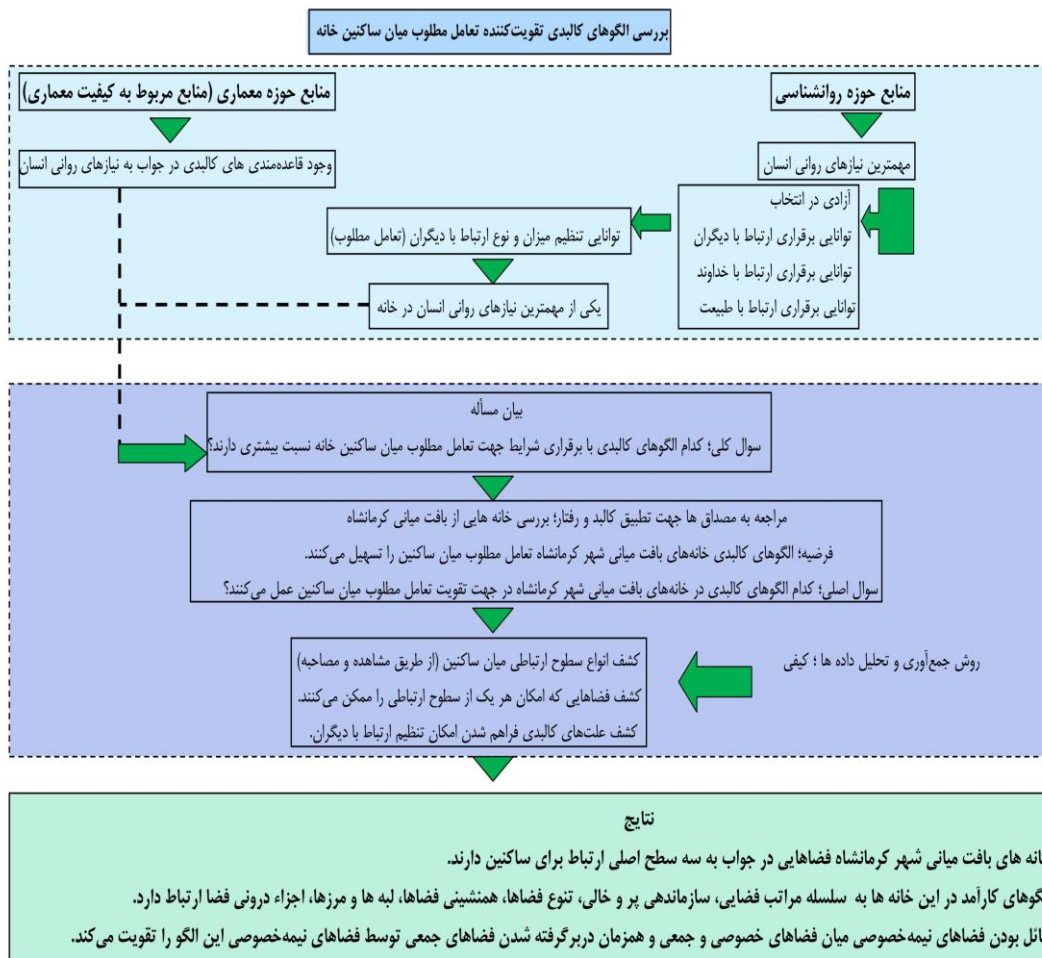 بررسی الگوهای کالبدی تقویت‌کننده تعامل مطلوب میان ساکنین خانه
منابع حوزه روانشناسی
منابع حوزه معماری (منابع مربوط به کیفیت معماری)
مهمترین نیازهای روانی انسان
وجود قاعده‌مندی های کالبدی در جواب به نیازهای روانی انسان
آزادی در انتخاب
توانایی برقراری ارتباط با دیگران
توانایی برقراری ارتباط با خداوند
توانایی برقراری ارتباط با طبیعت
توانایی تنظیم میزان و نوع ارتباط با دیگران (تعامل مطلوب)
یکی از مهمترین نیازهای روانی انسان در خانه
بیان مسأله
سوال کلی؛ کدام الگوهای کالبدی با برقراری شرایط جهت تعامل مطلوب میان ساکنین خانه نسبت بیشتری دارند؟
مراجعه به مصداق ها جهت تطبیق کالبد و رفتار؛ بررسی خانه هایی از بافت میانی کرمانشاه
فرضیه؛ الگوهای کالبدی خانه‌های بافت میانی شهر کرمانشاه تعامل مطلوب میان ساکنین را تسهیل می‌کنند.
سوال اصلی؛ کدام الگوهای کالبدی در خانه‌های بافت میانی شهر کرمانشاه در جهت تقویت تعامل مطلوب میان ساکنین عمل می‌کنند؟
روش جمع‌آوری و تحلیل داده ها ؛ کیفی
کشف انواع سطوح ارتباطی میان ساکنین (از طریق مشاهده و مصاحبه)
کشف فضاهایی که امکان هر یک از سطوح ارتباطی را ممکن می‌کنند.
کشف علت‌های کالبدی فراهم شدن امکان تنظیم ارتباط با دیگران.
نتایج
های بافت میانی شهر کرمانشاه فضاهایی در جواب به سه سطح اصلی ارتباط برای ساکنین دارند.
کارآمد در این خانه ها به سلسله مراتب فضایی، سازماندهی پر و خالی، تنوع فضاها، همنشینی فضاها، لبه ها و مرزها، اجزاء درونی فضا ارتباط دارد.
بودن فضاهای نیمه‌خصوصی میان فضاهای خصوصی و جمعی و همزمان دربرگرفته شدن فضاهای جمعی توسط فضاهای نیمه‌خصوصی این الگو را تقویت می‌کند.